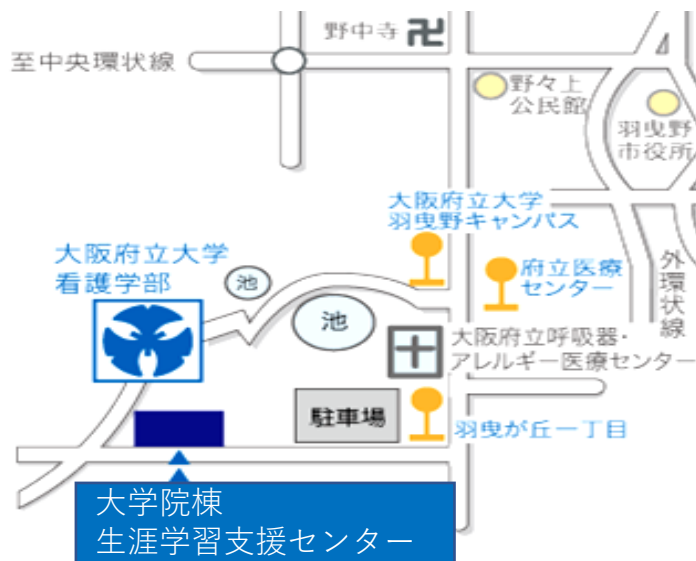 野中寺 卍
至中央環状線
野々上
公民館
羽曳野
市役所
大阪府立大学
羽曳野キャンパス
大阪府立大学
看護学部
池
府立医療
センター
外環状線
池
大阪府立呼吸器・
アレルギー医療センター
駐車場
羽曳が丘一丁目
大学院棟
生涯学習支援センター